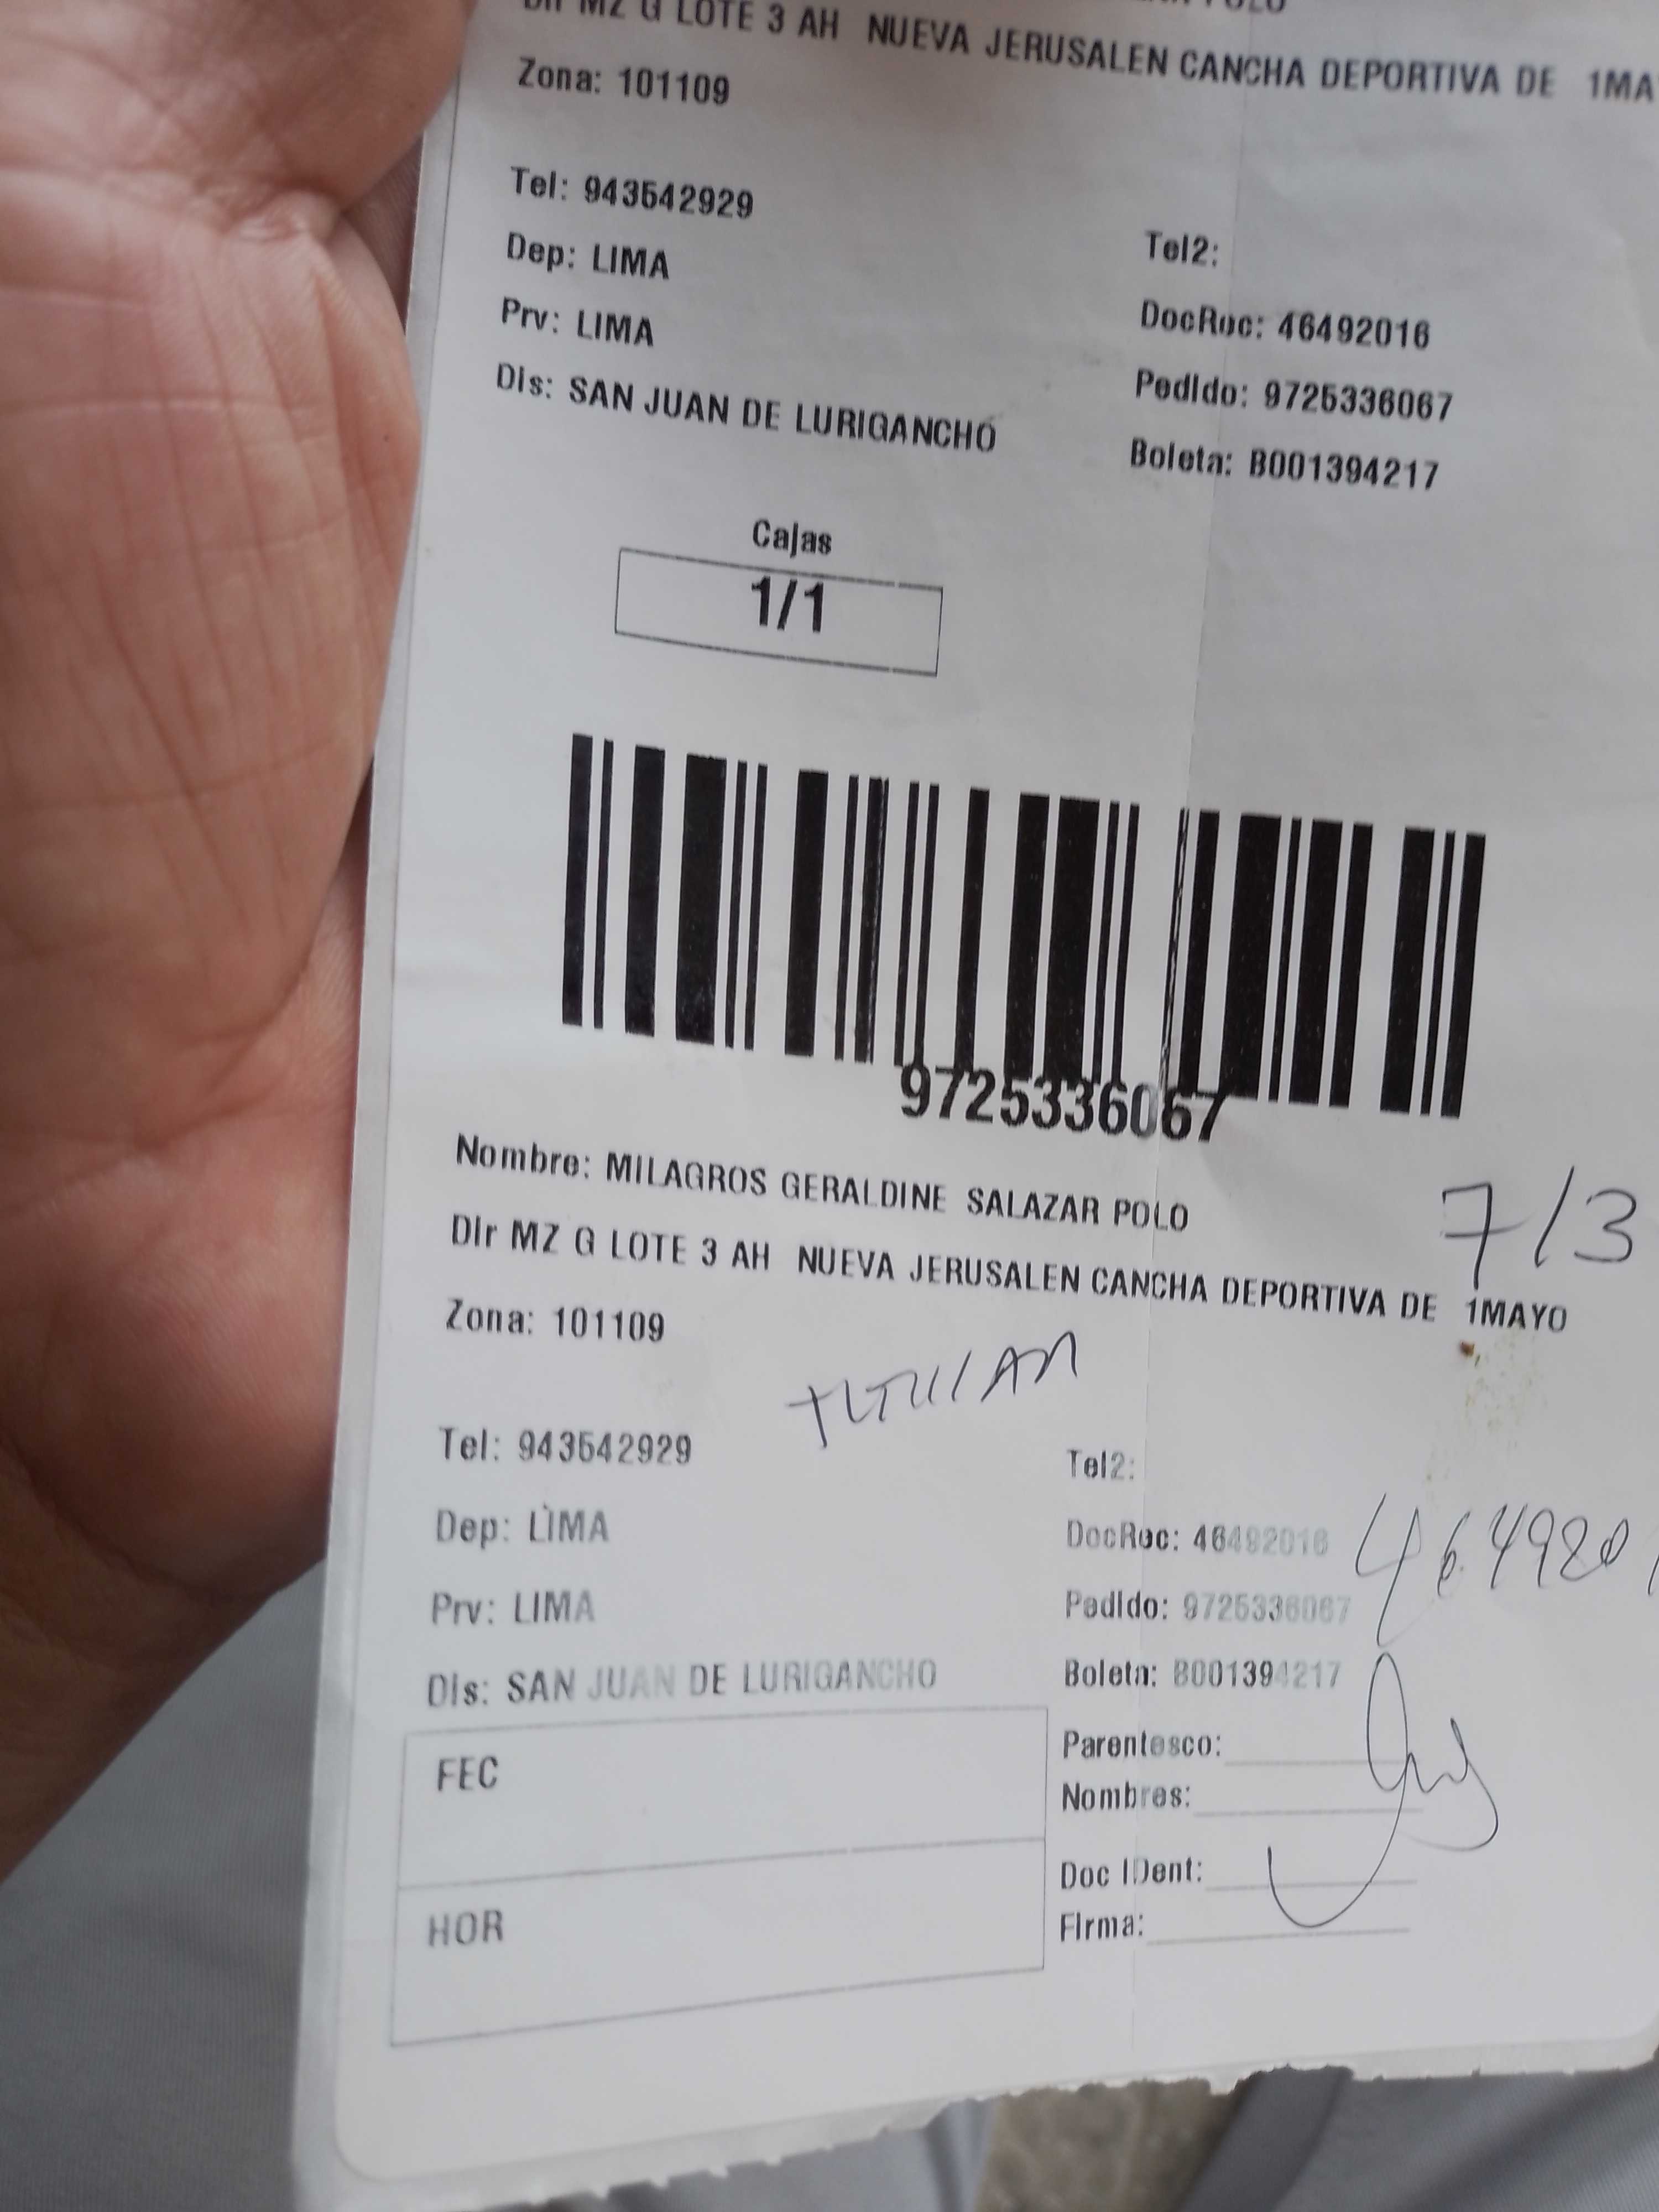 Dir MZ G LOTE 3 AH NUEVA JERUSALEN CANCHA DEPORTIVA DE 1MA
Zona: 101109
Tel: 943542929
Tel2:
Dep: LIMA
DocRuc: 46492016
Prv: LIMA
Pedido: 9725336067
Dis: SAN JUAN DE LURIGANCHO
Boleta: B001394217
Cajas
1/1
9725336067
Nombre: MILAGROS GERALDINE SALAZAR POLO
7/3
Dir MZ G LOTE 3 AH NUEVA JERUSALEN CANCHA DEPORTIVA DE 1MAYO
Zona: 101109
Tel: 943542929
Tel2:
Dep: LIMA
DocRuc: 46492016
4649201
Prv: LIMA
Pedido: 9725336067
Dis: SAN JUAN DE LURIGANCHO
Boleta: B001394217
FEC
Parentesco:
Nombres:
HOR
Doc IDent:
Firma: